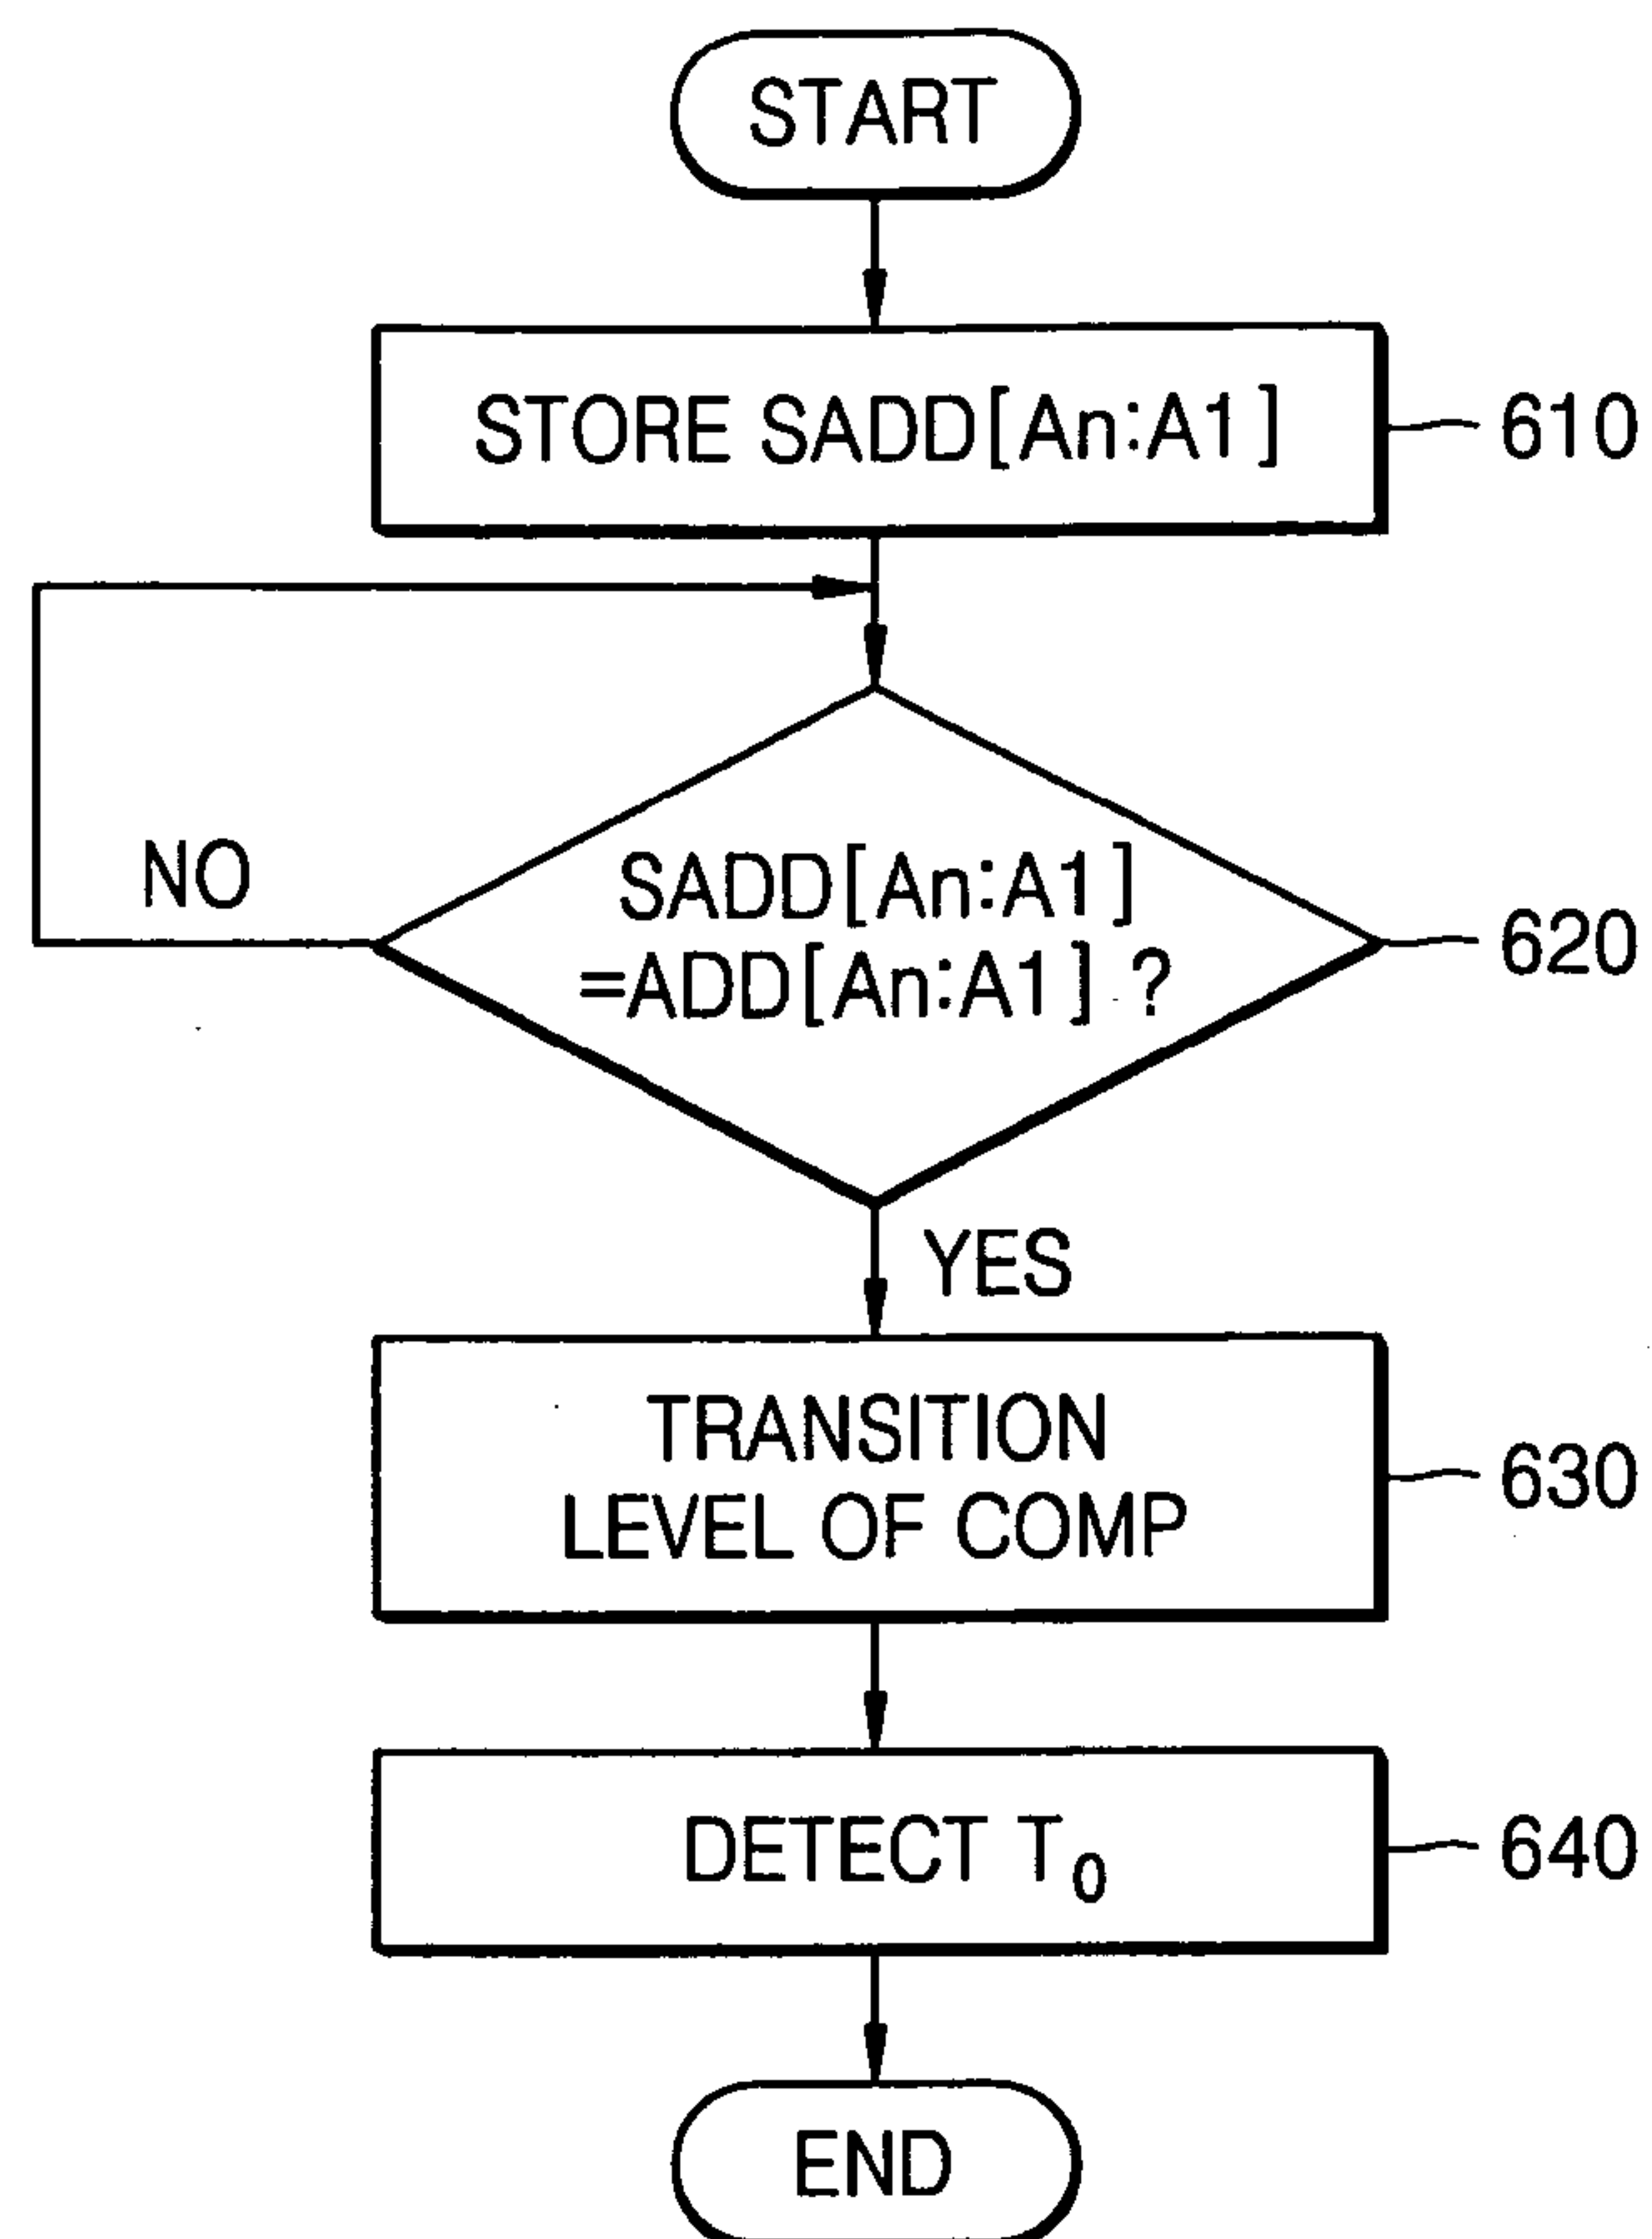 START
STORE SADD[An:A1]
610
NO
SADD[An:A1]
=ADD[An:A1] ?
620
YES
TRANSITION
LEVEL OF COMP
630
DETECT T₀
640
END